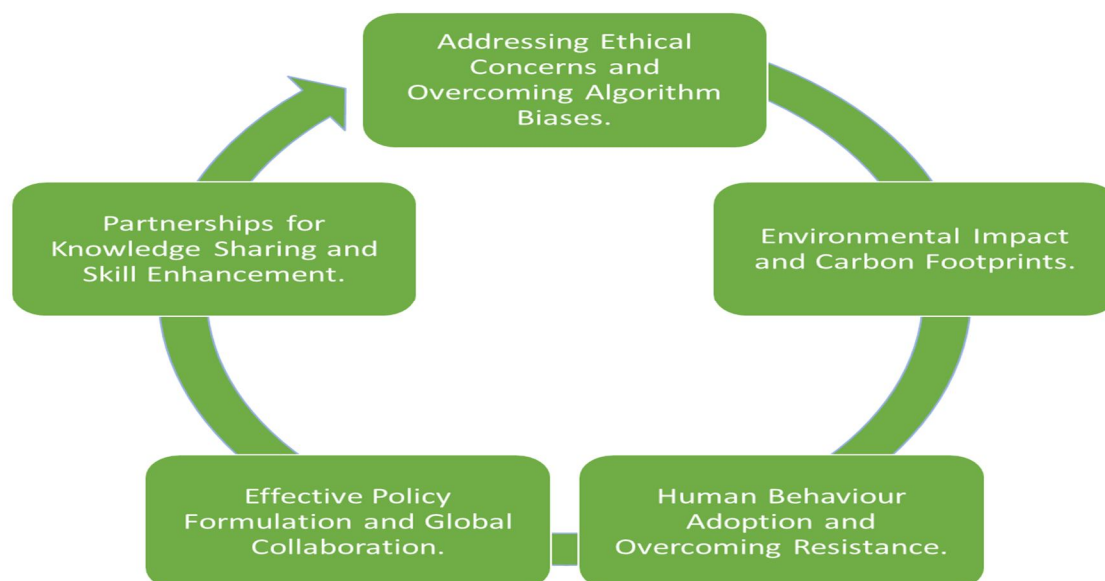 Addressing Ethical
Concerns and
Overcoming Algorithm
Biases.
Environmental Impact
and Carbon Footprints.
Human Behaviour
Adoption and
Overcoming Resistance.
Effective Policy
Formulation and Global
Collaboration.
Partnerships for
Knowledge Sharing and
Skill Enhancement.